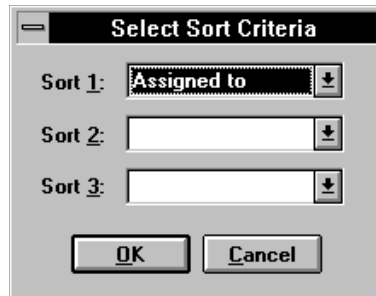 Select Sort Criteria
Sort 1: Assigned to
Sort 2:
Sort 3:
OK Cancel